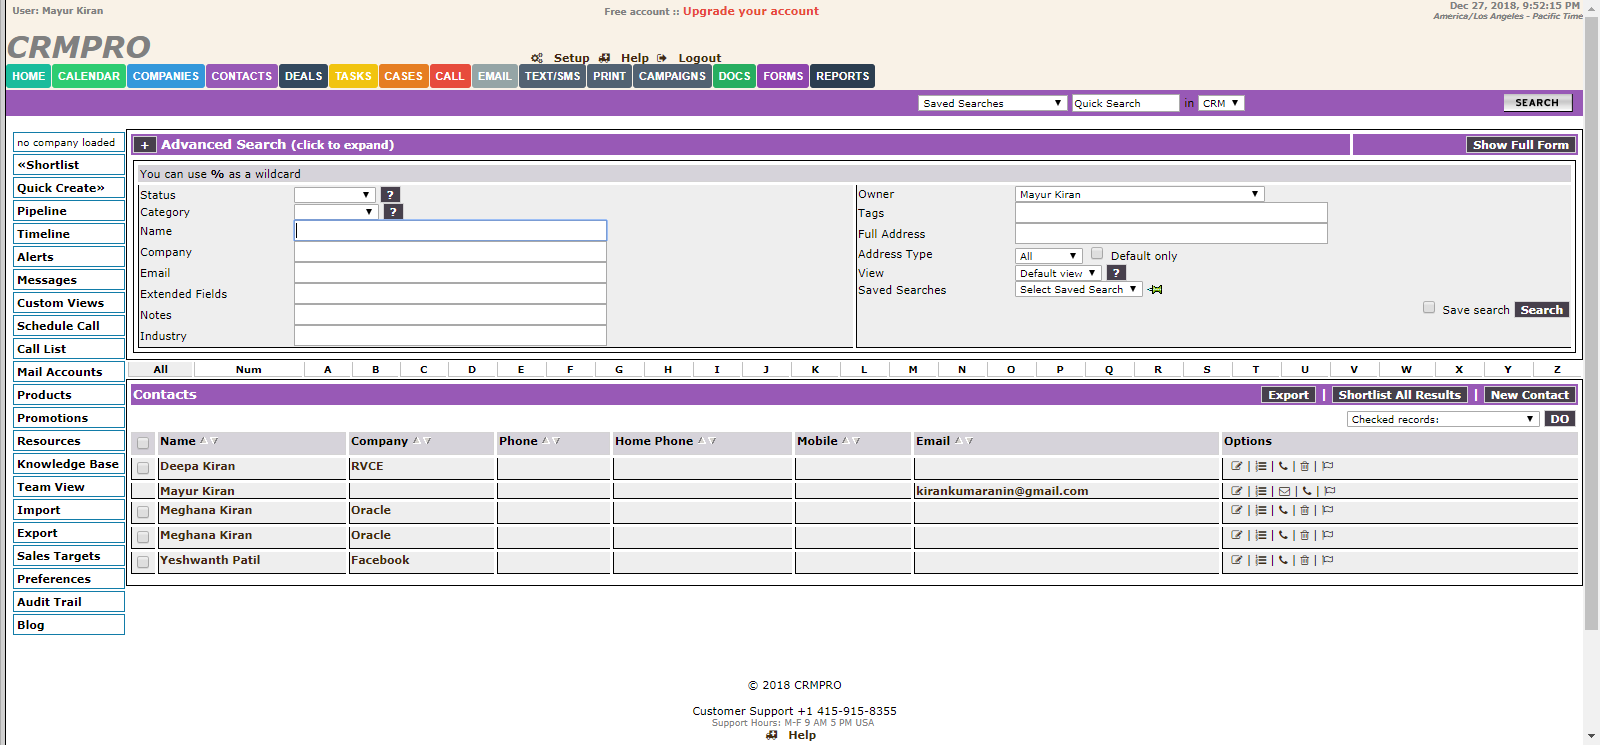 User: Mayur Kiran
Free account :: Upgrade your account
Dec 27, 2018, 9:52:15 PM
America/Los Angeles - Pacific Time
CRMPRO
Setup Help Logout
HOME CALENDAR COMPANIES CONTACTS DEALS TASKS CASES CALL EMAIL TEXT/SMS PRINT CAMPAIGNS DOCS FORMS REPORTS
Saved Searches Quick Search in CRM SEARCH
no company loaded
«Shortlist
Quick Create»
Pipeline
Timeline
Alerts
Messages
Custom Views
Schedule Call
Call List
Mail Accounts
Products
Promotions
Resources
Knowledge Base
Team View
Import
Export
Sales Targets
Preferences
Audit Trail
Blog
+ Advanced Search (click to expand) Show Full Form
You can use % as a wildcard
Status ?
Category ?
Name
Company
Email
Extended Fields
Notes
Industry
Owner Mayur Kiran
Tags
Full Address
Address Type All Default only
View Default view ?
Saved Searches Select Saved Search
Save search Search
All Num A B C D E F G H I J K L M N O P Q R S T U V W X Y Z
Contacts Export | Shortlist All Results | New Contact
Checked records: DO
Name Company Phone Home Phone Mobile Email Options
Deepa Kiran RVCE | | | |
Mayur Kiran kirankumaranin@gmail.com | | | |
Meghana Kiran Oracle | | | |
Meghana Kiran Oracle | | | |
Yeshwanth Patil Facebook | | | |
© 2018 CRMPRO
Customer Support +1 415-915-8355
Support Hours: M-F 9 AM 5 PM USA
Help